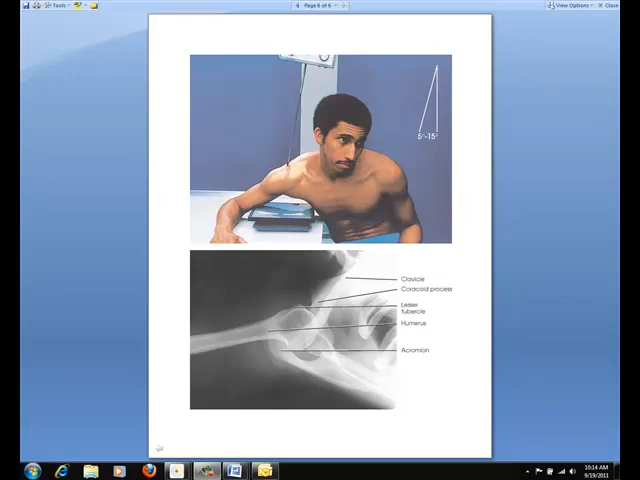 Tools
Page 6 of 6
View Options
Close
5°-15°
Clavicle
Coracoid process
Lesser
tubercle
Humerus
Acromion
10:14 AM
9/19/2011